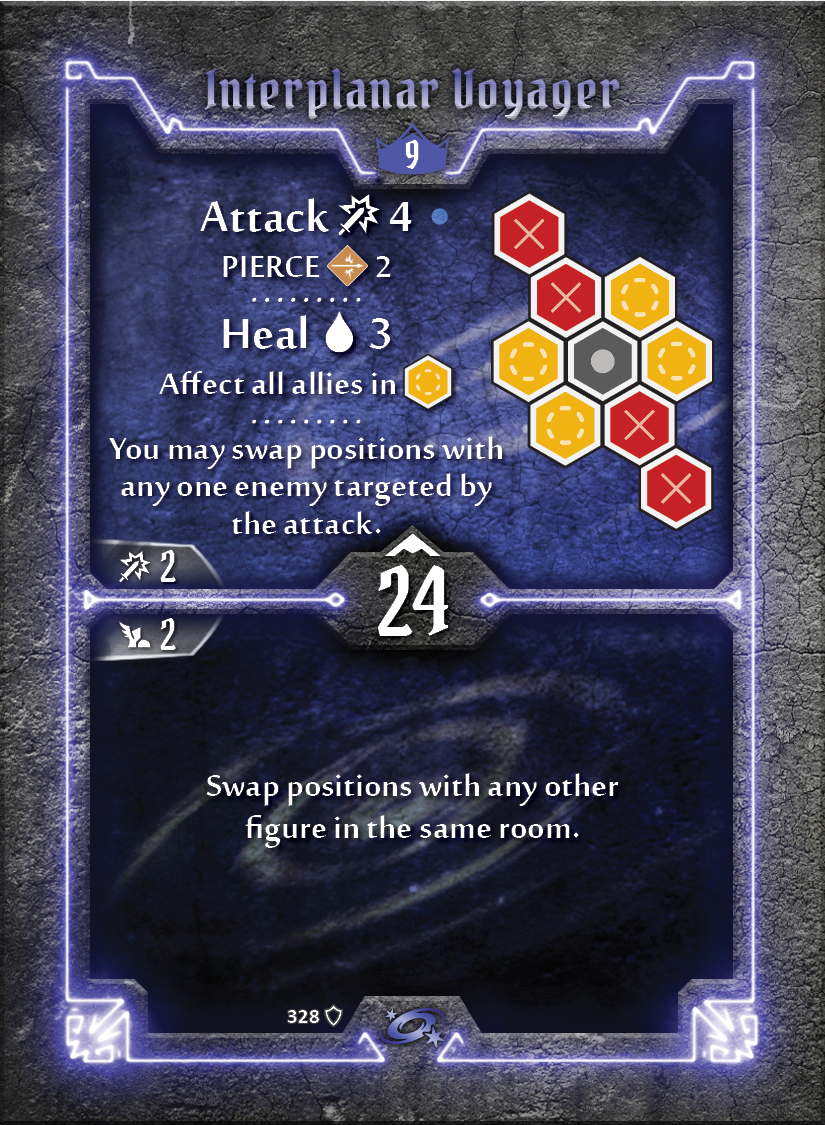 Interplanar Voyager
9
Attack 4
PIERCE 2
Heal 3
Affect all allies in
You may swap positions with
any one enemy targeted by
the attack.
2
24
2
Swap positions with any other
figure in the same room.
328